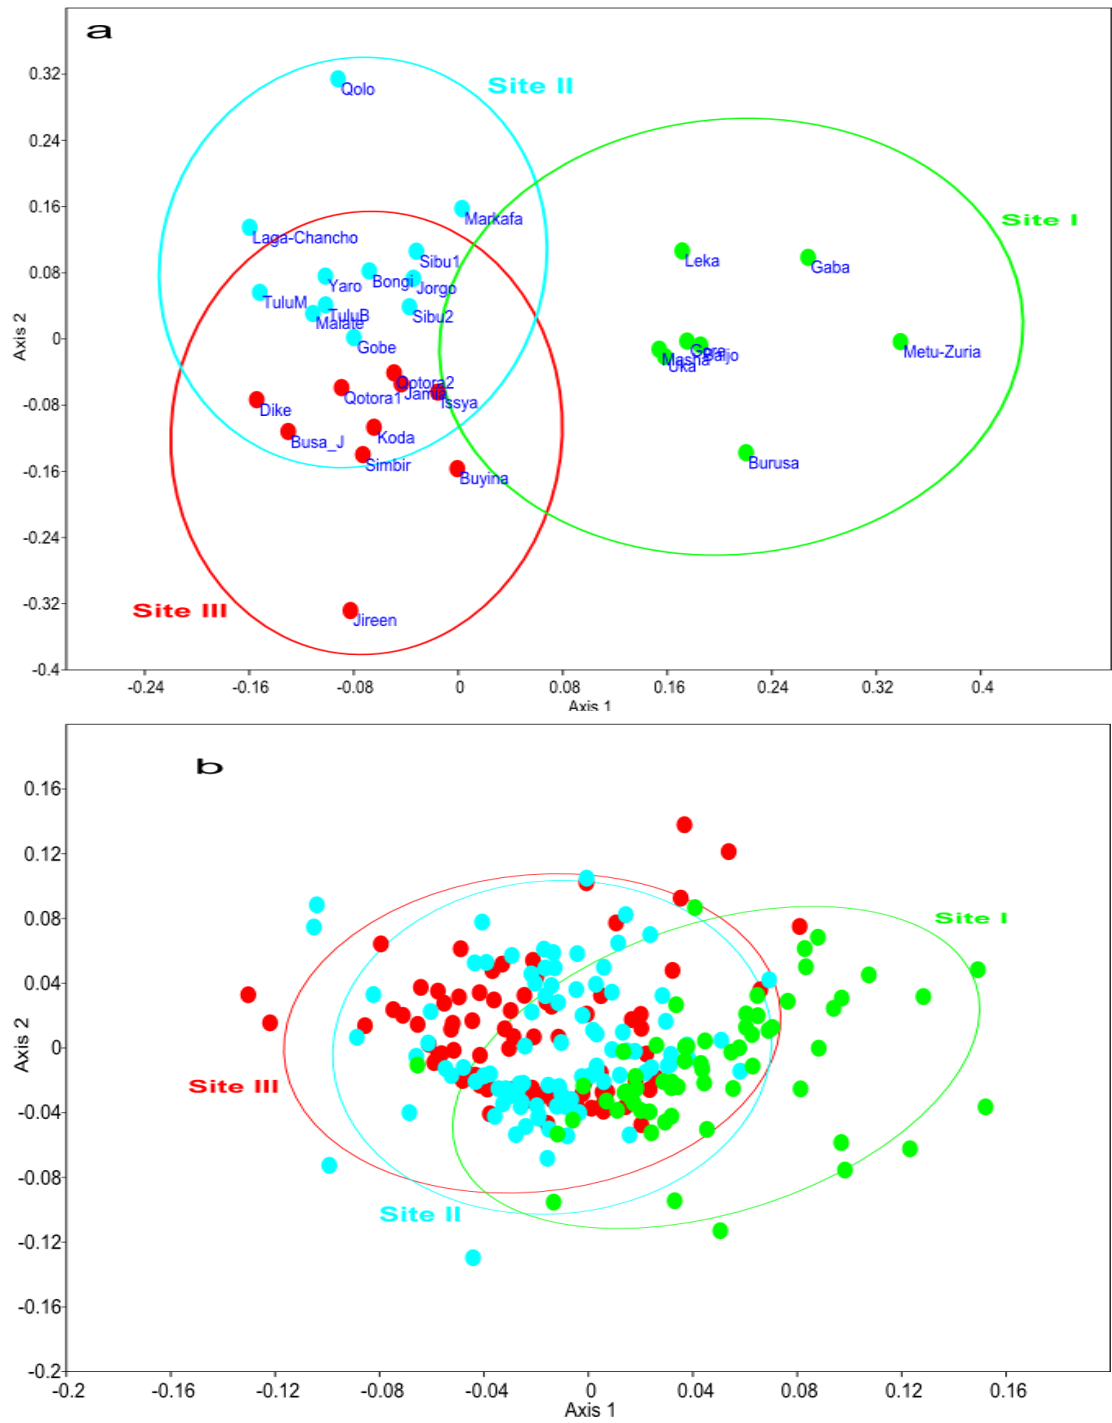 a
0.32
0.24
0.16
0.08
0
-0.08
-0.16
-0.24
-0.32
-0.4
Axis 2
Qolo
Site II
Markafa
Site I
Laga-Chancho
Sibu1
Leka
Gaba
Yaro
Bongi
Jorgo
TuluM
TuluB
Malate
Sibu2
Gobe
Gera
Baljo
Masha
Uka
Metu-Zuria
Qotora2
Jamia
Qotora1
Issya
Dike
Busa_J
Koda
Simbir
Buyina
Burusa
Site III
Jireen
-0.24
-0.16
-0.08
0
0.08
0.16
0.24
0.32
0.4
Axis 1
b
0.16
0.12
0.08
0.04
0
-0.04
-0.08
-0.12
-0.16
-0.2
Axis 2
Site I
Site III
Site II
-0.2
-0.16
-0.12
-0.08
-0.04
0
0.04
0.08
0.12
0.16
Axis 1